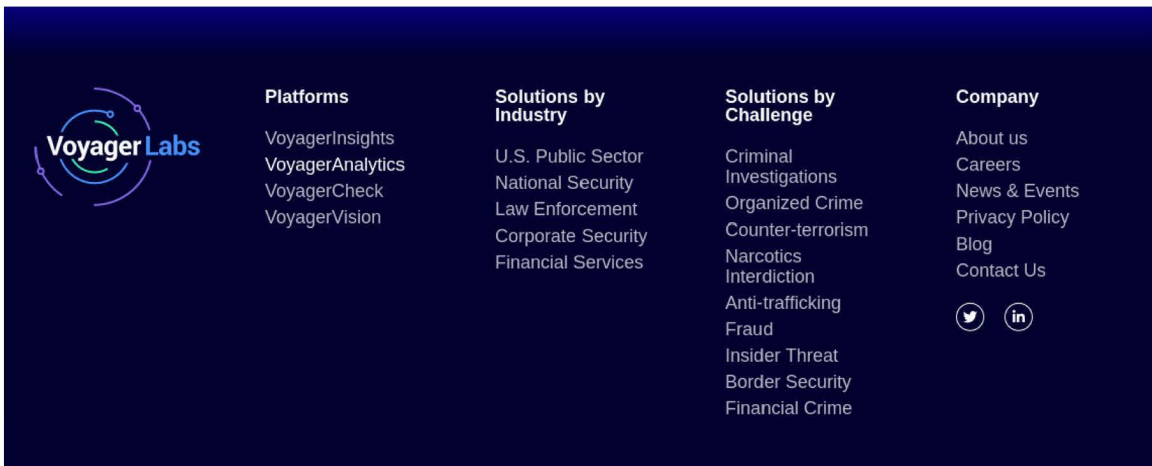 Voyager Labs
Platforms
VoyagerInsights
VoyagerAnalytics
VoyagerCheck
VoyagerVision
Solutions by
Industry
U.S. Public Sector
National Security
Law Enforcement
Corporate Security
Financial Services
Solutions by
Challenge
Criminal
Investigations
Organized Crime
Counter-terrorism
Narcotics
Interdiction
Anti-trafficking
Fraud
Insider Threat
Border Security
Financial Crime
Company
About us
Careers
News & Events
Privacy Policy
Blog
Contact Us
in